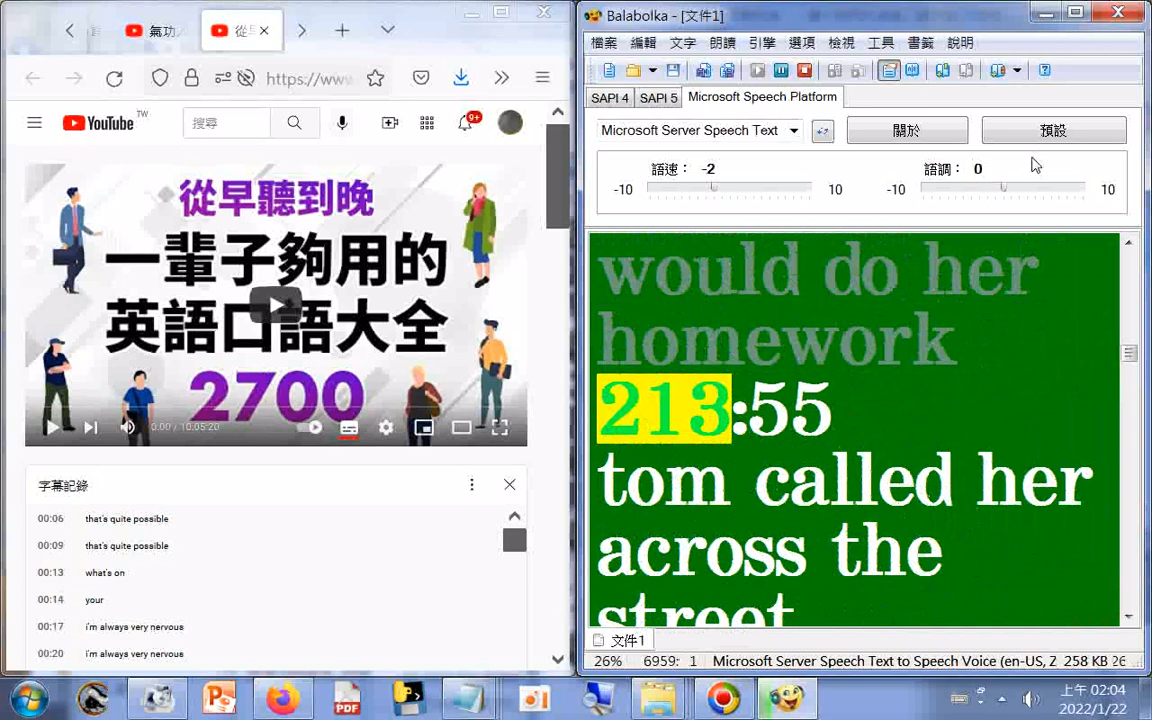 氣功
從
https://www
YouTube TW
搜尋
9+
從早聽到晚
一輩子夠用的
英語口語大全
2700
0:00 / 10:05:20
字幕記錄
00:06 that's quite possible
00:09 that's quite possible
00:13 what's on
00:14 your
00:17 i'm always very nervous
00:20 i'm always very nervous
Balabolka - [文件1]
檔案 編輯 文字 朗讀 引擎 選項 檢視 工具 書籤 說明
SAPI 4 SAPI 5 Microsoft Speech Platform
Microsoft Server Speech Text 關於 預設
語速： -2 語調： 0
-10 10 -10 10
would do her
homework
213:55
tom called her
across the
street
文件1
26% 6959: 1 Microsoft Server Speech Text to Speech Voice (en-US, Z 258 KB 26
PDF
上午 02:04
2022/1/22